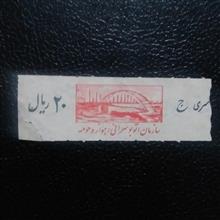 سری ج
۲۰ ریال
سازمان اتوبوسرانی اهواز و حومه